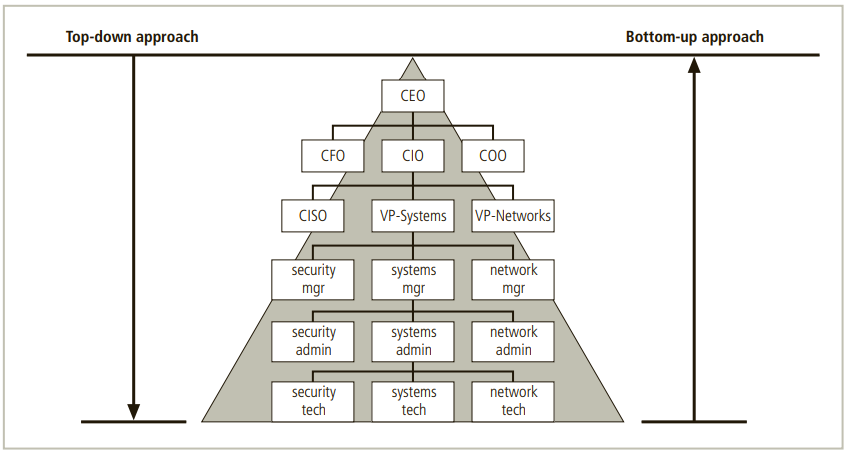 Top-down approach
Bottom-up approach
CEO
CFO
CIO
COO
CISO
VP-Systems
VP-Networks
security
mgr
systems
mgr
network
mgr
security
admin
systems
admin
network
admin
security
tech
systems
tech
network
tech